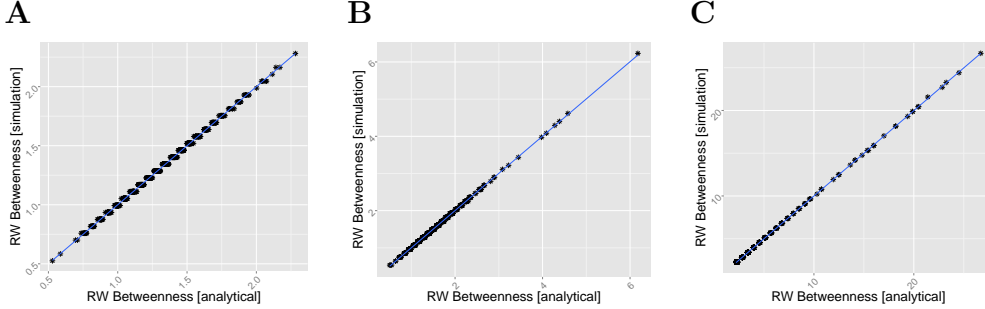 A
B
C
RW Betweenness [simulation]
2.0
1.5
1.0
0.5
0.5
1.0
1.5
2.0
RW Betweenness [analytical]
RW Betweenness [simulation]
6
4
2
2
4
6
RW Betweenness [analytical]
RW Betweenness [simulation]
20
10
10
20
RW Betweenness [analytical]